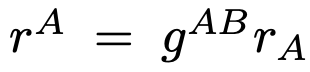 r^A = g^{AB} r_A